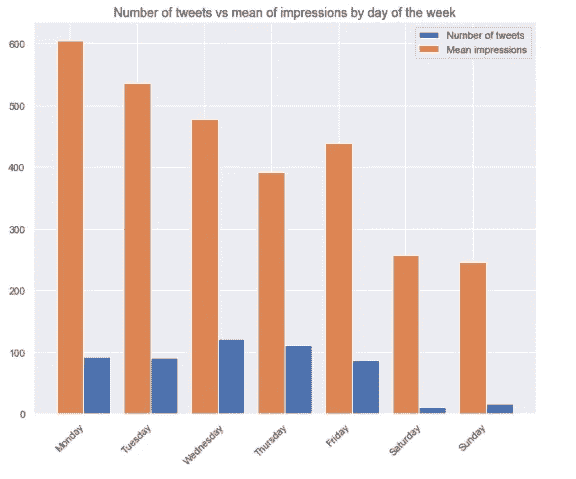 Number of tweets vs mean of impressions by day of the week
Number of tweets
Mean impressions
600
500
400
300
200
100
0
Monday
Tuesday
Wednesday
Thursday
Friday
Saturday
Sunday